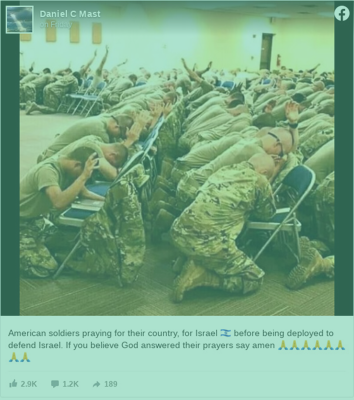 Daniel C Mast
American soldiers praying for their country, for Israel 🇮🇱 before being deployed to
defend Israel. If you believe God answered their prayers say amen 🙏🙏🙏🙏🙏🙏
🙏🙏
2.9K 1.2K 189